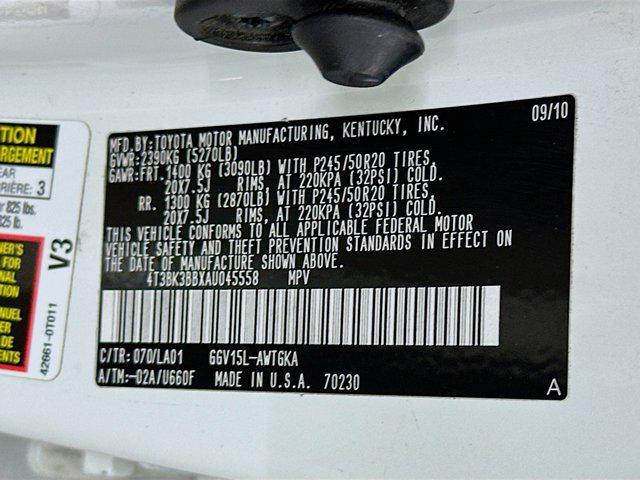 09/10
MFD.BY:TOYOTA MOTOR MANUFACTURING, KENTUCKY, INC.
GVWR:2390KG (5270LB)
GAWR:FRT.1400 KG (3090LB) WITH P245/50R20 TIRES,
20X7.5J RIMS, AT 220KPA (32PSI) COLD.
RR. 1300 KG (2870LB) WITH P245/50R20 TIRES,
20X7.5J RIMS, AT 220KPA (32PSI) COLD.
THIS VEHICLE CONFORMS TO ALL APPLICABLE FEDERAL MOTOR
VEHICLE SAFETY AND THEFT PREVENTION STANDARDS IN EFFECT ON
THE DATE OF MANUFACTURE SHOWN ABOVE.
4T3BK3BBXAU045558 MPV
C/TR: 070/LA01 GGV15L-AWTGKA
A/TM:-02A/U660F MADE IN U.S.A. 70230
A
3
825 lbs.
V3
42661-0T011